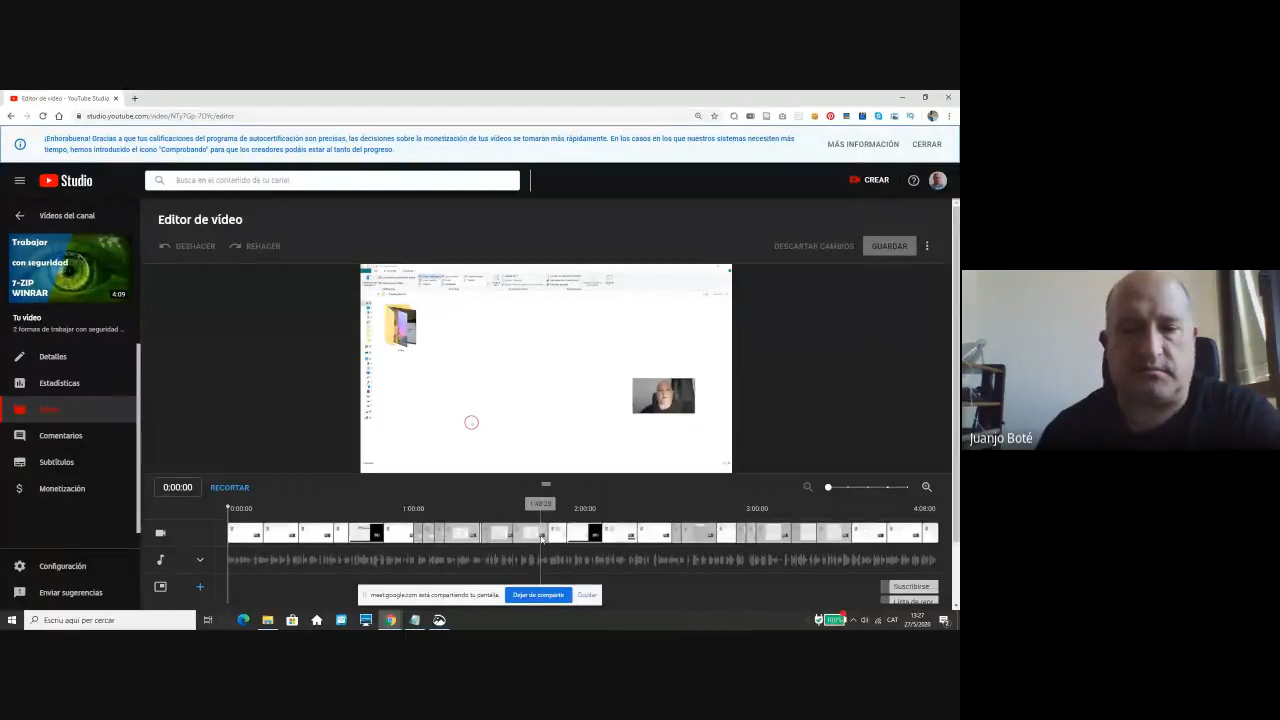 Editor de vídeo - YouTube Studio
studio.youtube.com/video/NTy7Gp-7DYc/editor
¡Enhorabuena! Gracias a que tus calificaciones del programa de autocertificación son precisas, las decisiones sobre la monetización de tus vídeos se tomarán más rápidamente. En los casos en los que nuestros sistemas necesiten más
tiempo, hemos introducido el icono "Comprobando" para que los creadores podáis estar al tanto del progreso.
MÁS INFORMACIÓN
CERRAR
Studio
Busca en el contenido de tu canal
CREAR
Vídeos del canal
Editor de vídeo
DESHACER
REHACER
DESCARTAR CAMBIOS
GUARDAR
Trabajar
con seguridad
7-ZIP
WINRAR
4:09
Tu vídeo
2 formas de trabajar con seguridad ...
Detalles
Estadísticas
Editor
Comentarios
Subtítulos
Monetización
Configuración
Enviar sugerencias
Juanjo Boté
0:00:00
RECORTAR
1:48:23
0:00:00
1:00:00
2:00:00
3:00:00
4:08:00
Suscribirse
meet.google.com está compartiendo tu pantalla.
Dejar de compartir
Ocultar
Escriu aquí per cercar
100%
CAT
13:27
27/5/2020